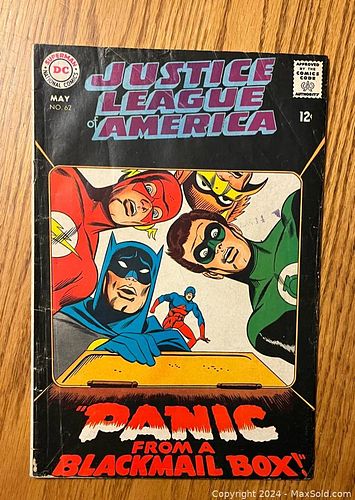 SUPERMAN
DC
NATIONAL COMICS
MAY
NO. 62
JUSTICE
LEAGUE
of AMERICA
APPROVED
BY THE
COMICS
CODE
AUTHORITY
12¢
"PANIC
FROM A
BLACKMAIL BOX!"
Copyright 2024 - MaxSold.com